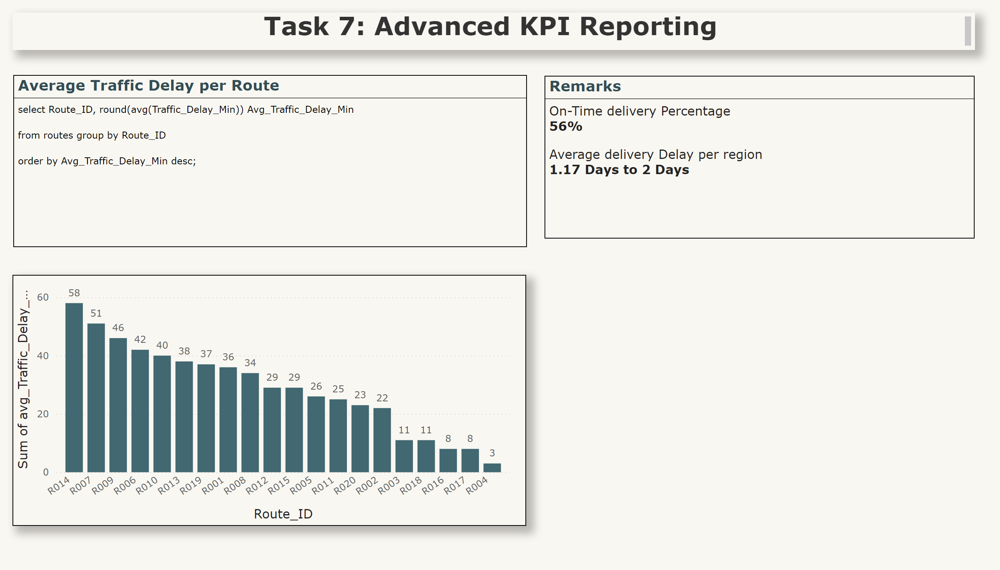 Task 7: Advanced KPI Reporting
Average Traffic Delay per Route
select Route_ID, round(avg(Traffic_Delay_Min)) Avg_Traffic_Delay_Min
from routes group by Route_ID
order by Avg_Traffic_Delay_Min desc;
Remarks
On-Time delivery Percentage
56%
Average delivery Delay per region
1.17 Days to 2 Days
Sum of avg_Traffic_Delay_...
60
40
20
0
58
51
46
42
40
38
37
36
34
29
29
26
25
23
22
11
11
8
8
3
R014
R007
R009
R006
R010
R013
R019
R001
R008
R012
R015
R005
R011
R020
R002
R003
R018
R016
R017
R004
Route_ID